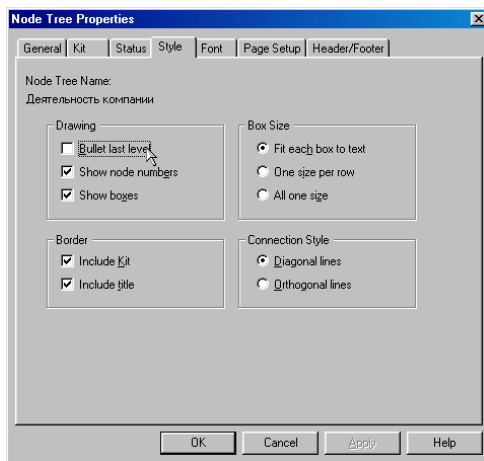 Node Tree Properties
General Kit Status Style Font Page Setup Header/Footer
Node Tree Name:
Деятельность компании
Drawing
Bullet last level
Show node numbers
Show boxes
Box Size
Fit each box to text
One size per row
All one size
Border
Include Kit
Include title
Connection Style
Diagonal lines
Orthogonal lines
OK Cancel Apply Help